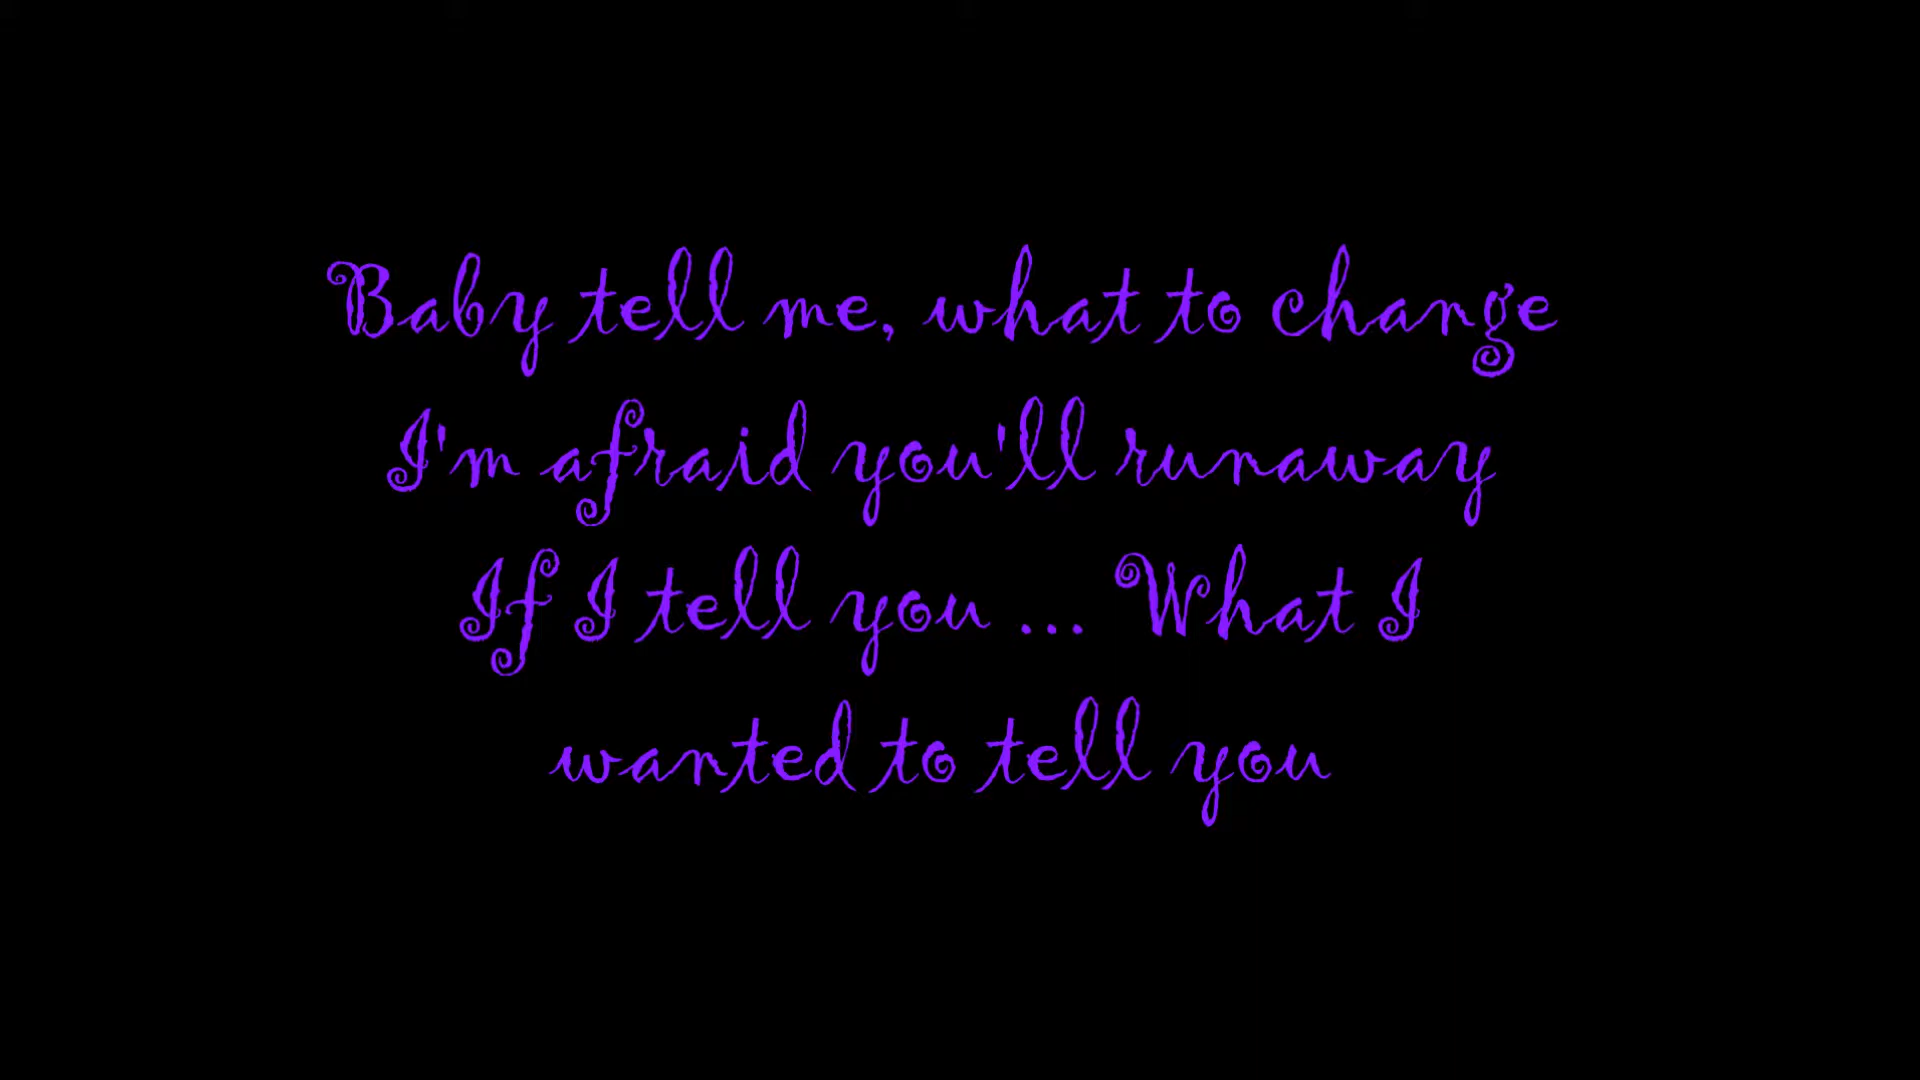 Baby tell me, what to change
I'm afraid you'll runaway
If I tell you ... What I
wanted to tell you